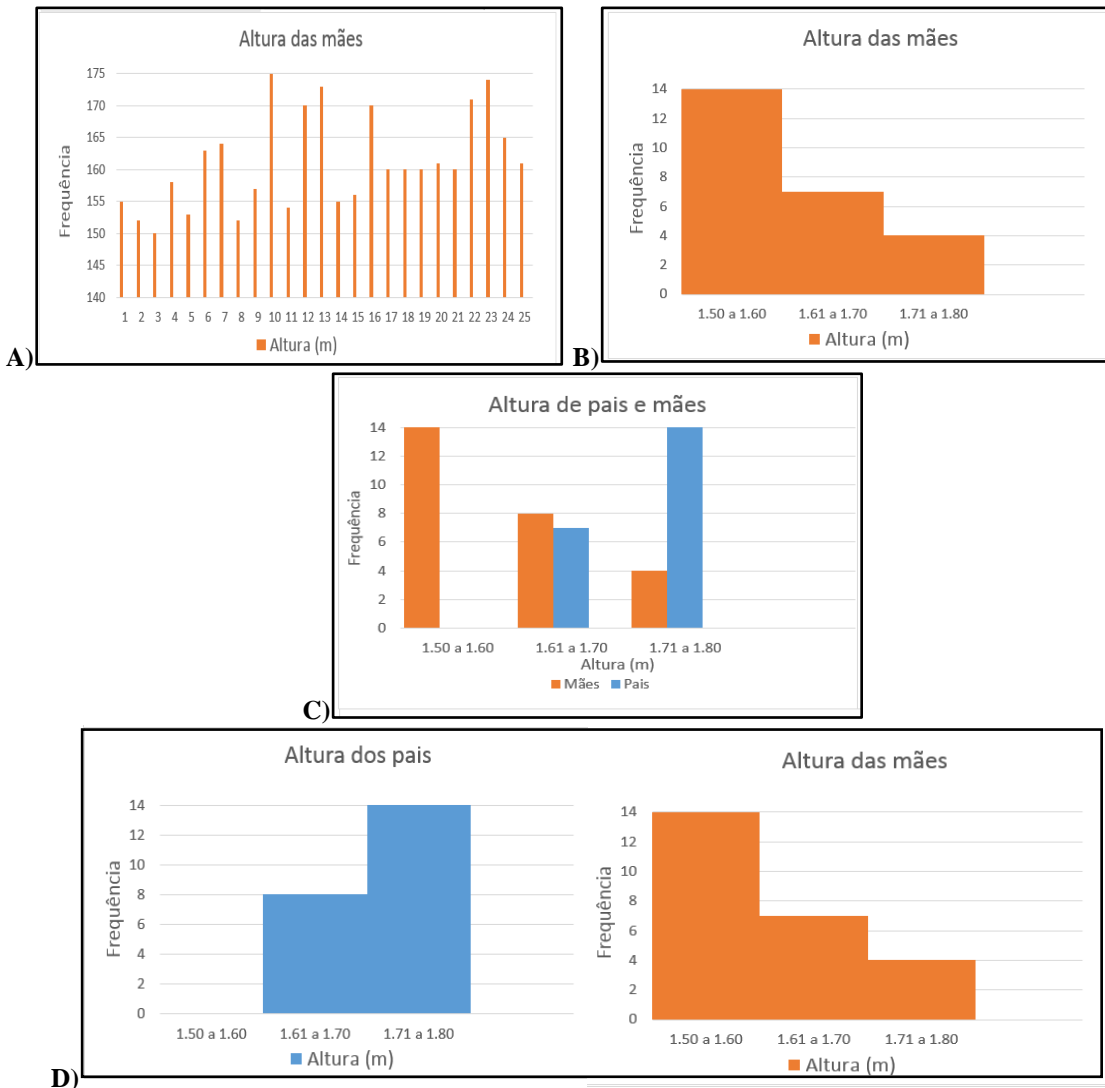 Altura das mães
175
170
165
160
155
150
145
140
Frequência
1 2 3 4 5 6 7 8 9 10 11 12 13 14 15 16 17 18 19 20 21 22 23 24 25
Altura (m)
A)
Altura das mães
14
12
10
8
6
4
2
0
Frequência
1.50 a 1.60 1.61 a 1.70 1.71 a 1.80
Altura (m)
B)
Altura de pais e mães
14
12
10
8
6
4
2
0
Frequência
1.50 a 1.60 1.61 a 1.70 1.71 a 1.80
Altura (m)
Mães Pais
C)
Altura dos pais
14
12
10
8
6
4
2
0
Frequência
1.50 a 1.60 1.61 a 1.70 1.71 a 1.80
Altura (m)
Altura das mães
14
12
10
8
6
4
2
0
Frequência
1.50 a 1.60 1.61 a 1.70 1.71 a 1.80
Altura (m)
D)